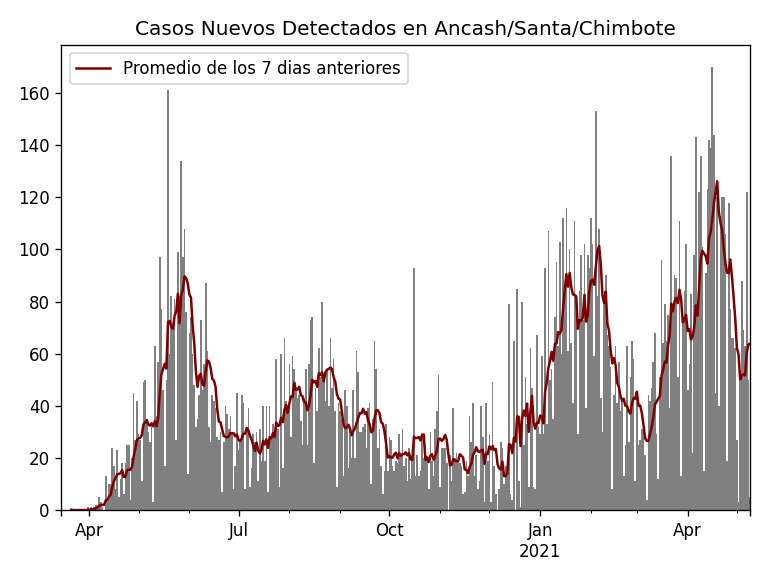 Casos Nuevos Detectados en Ancash/Santa/Chimbote
Promedio de los 7 dias anteriores
160
140
120
100
80
60
40
20
0
Apr
Jul
Oct
Jan
2021
Apr